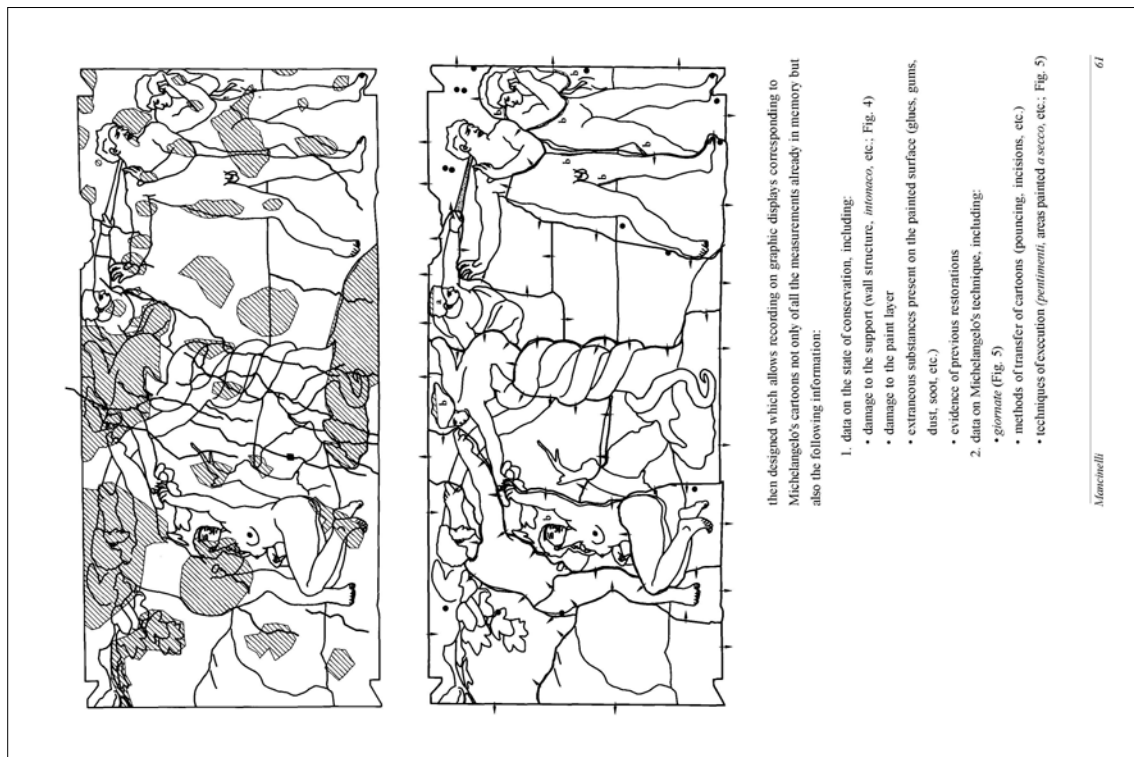 then designed which allows recording on graphic displays corresponding to
Michelangelo's cartoons not only of all the measurements already in memory but
also the following information:
1. data on the state of conservation, including:
• damage to the support (wall structure, intonaco, etc.; Fig. 4)
• damage to the paint layer
• extraneous substances present on the painted surface (glues, gums,
dust, soot, etc.)
• evidence of previous restorations
2. data on Michelangelo's technique, including:
• giornate (Fig. 5)
• methods of transfer of cartoons (pouncing, incisions, etc.)
• techniques of execution (pentimenti, areas painted a secco, etc.; Fig. 5)
Mancinelli 61